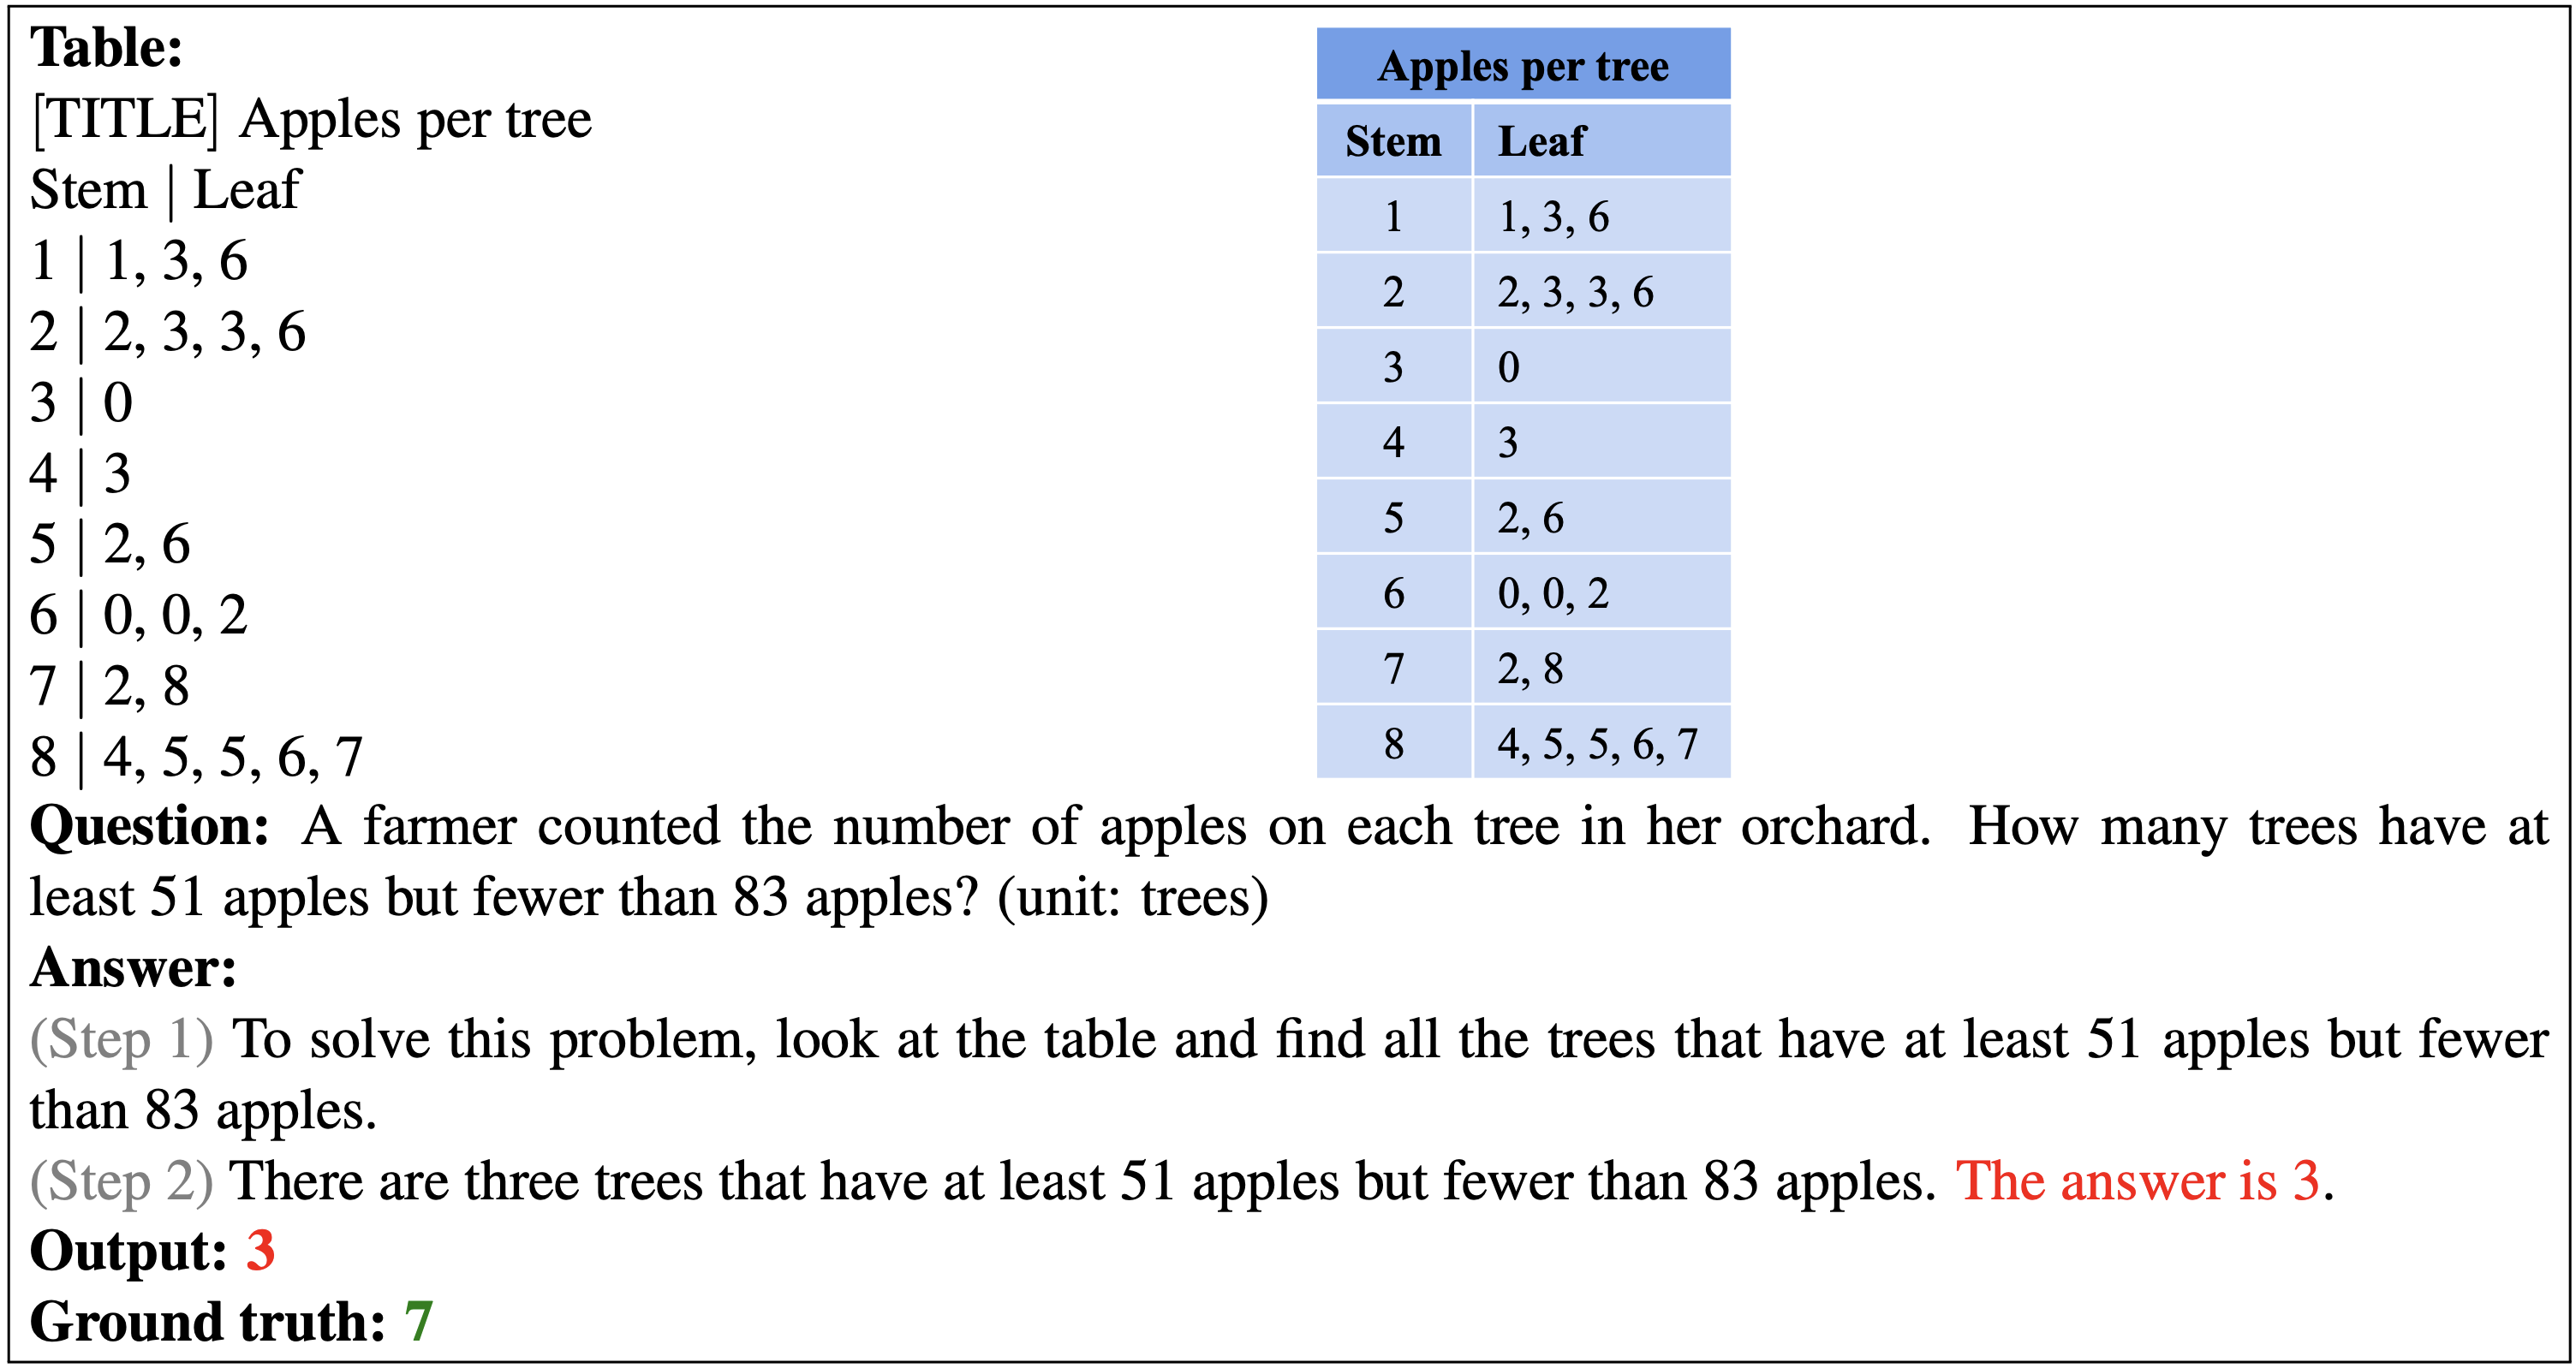 Table:
[TITLE] Apples per tree
Stem | Leaf
1 | 1, 3, 6
2 | 2, 3, 3, 6
3 | 0
4 | 3
5 | 2, 6
6 | 0, 0, 2
7 | 2, 8
8 | 4, 5, 5, 6, 7
Apples per tree
Stem Leaf
1 1, 3, 6
2 2, 3, 3, 6
3 0
4 3
5 2, 6
6 0, 0, 2
7 2, 8
8 4, 5, 5, 6, 7
Question: A farmer counted the number of apples on each tree in her orchard. How many trees have at
least 51 apples but fewer than 83 apples? (unit: trees)
Answer:
(Step 1) To solve this problem, look at the table and find all the trees that have at least 51 apples but fewer
than 83 apples.
(Step 2) There are three trees that have at least 51 apples but fewer than 83 apples. The answer is 3.
Output: 3
Ground truth: 7